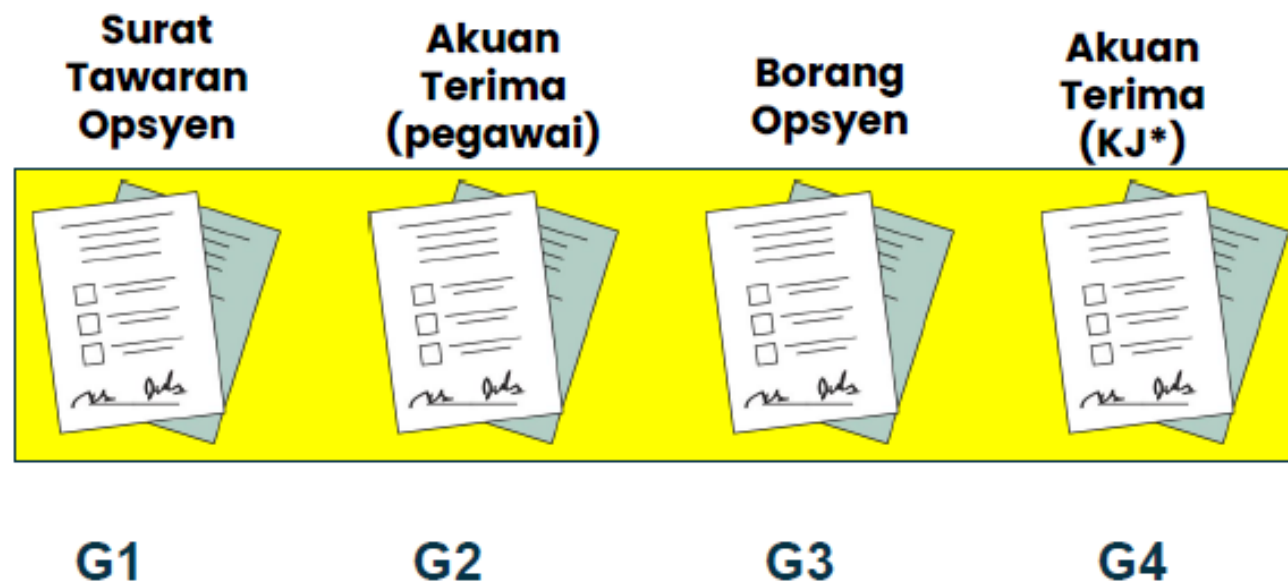 Surat
Tawaran
Opsyen
Akuan
Terima
(pegawai)
Borang
Opsyen
Akuan
Terima
(KJ*)
G1
G2
G3
G4